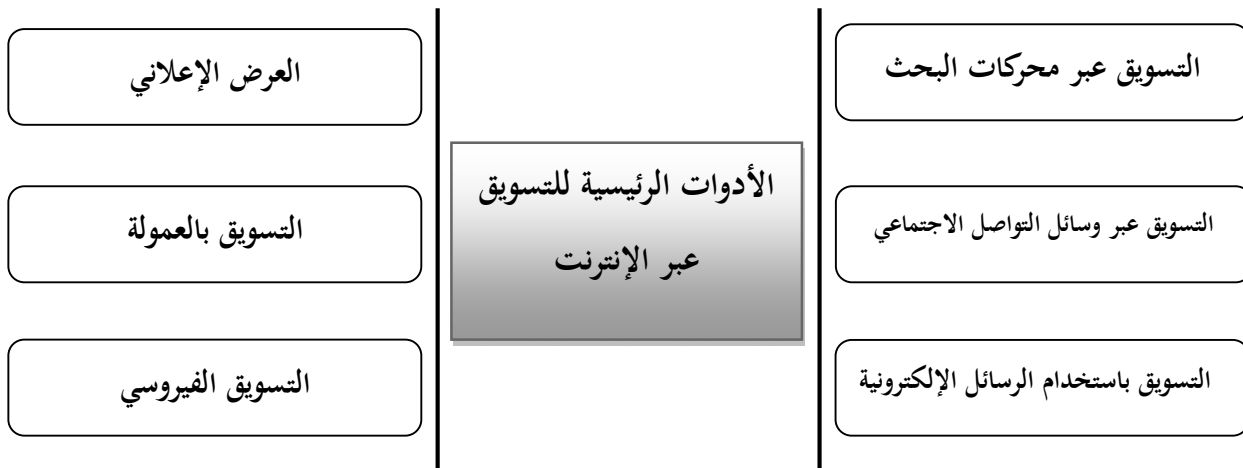 التسويق عبر محركات البحث
التسويق عبر وسائل التواصل الاجتماعي
التسويق باستخدام الرسائل الإلكترونية
الأدوات الرئيسية للتسويق
عبر الإنترنت
العرض الإعلاني
التسويق بالعمولة
التسويق الفيروسي